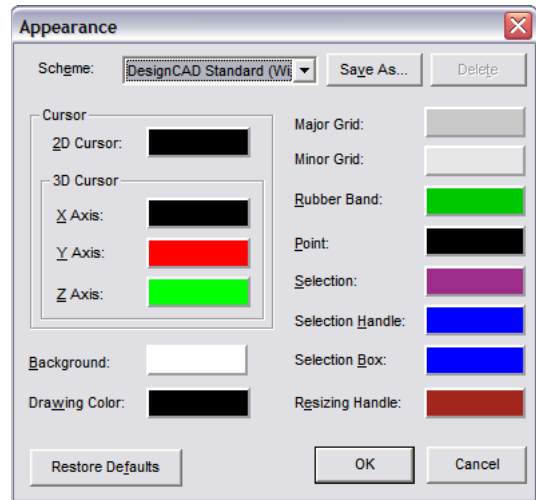 Appearance
Scheme: DesignCAD Standard (Wi Save As... Delete
Cursor
2D Cursor:
3D Cursor
X Axis:
Y Axis:
Z Axis:
Background:
Drawing Color:
Major Grid:
Minor Grid:
Rubber Band:
Point:
Selection:
Selection Handle:
Selection Box:
Resizing Handle:
Restore Defaults OK Cancel